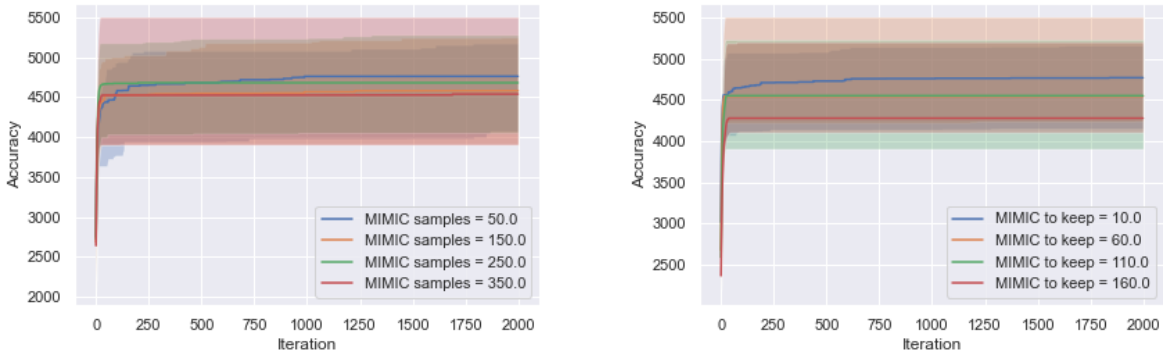 5500
5000
4500
4000
3500
3000
2500
2000
Accuracy
0 250 500 750 1000 1250 1500 1750 2000
Iteration
MIMIC samples = 50.0
MIMIC samples = 150.0
MIMIC samples = 250.0
MIMIC samples = 350.0
5500
5000
4500
4000
3500
3000
2500
Accuracy
0 250 500 750 1000 1250 1500 1750 2000
Iteration
MIMIC to keep = 10.0
MIMIC to keep = 60.0
MIMIC to keep = 110.0
MIMIC to keep = 160.0